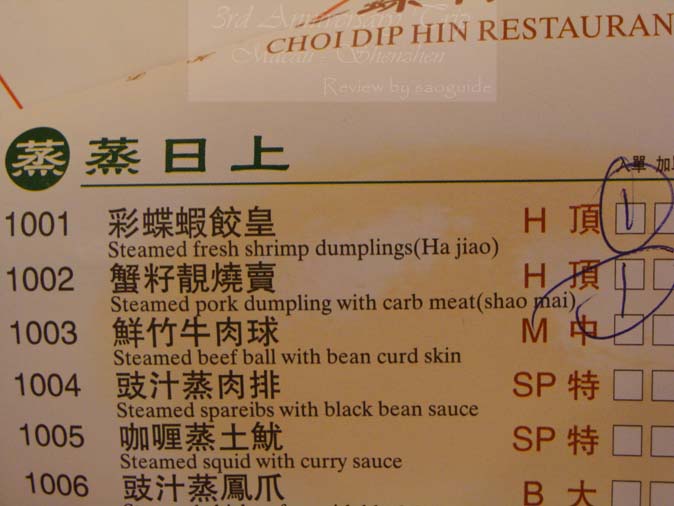 3rd Anniversary Trip
Macau - Shenzhen
Review by saoguide
CHOI DIP HIN RESTAURAN
蒸 蒸日上
入單 加
1001 彩蝶蝦餃皇 H 頂 1
Steamed fresh shrimp dumplings(Ha jiao)
1002 蟹籽靚燒賣 H 頂 1
Steamed pork dumpling with carb meat(shao mai)
1003 鮮竹牛肉球 M 中
Steamed beef ball with bean curd skin
1004 豉汁蒸肉排 SP 特
Steamed spareibs with black bean sauce
1005 咖喱蒸土魷 SP 特
Steamed squid with curry sauce
1006 豉汁蒸鳳爪 B 大